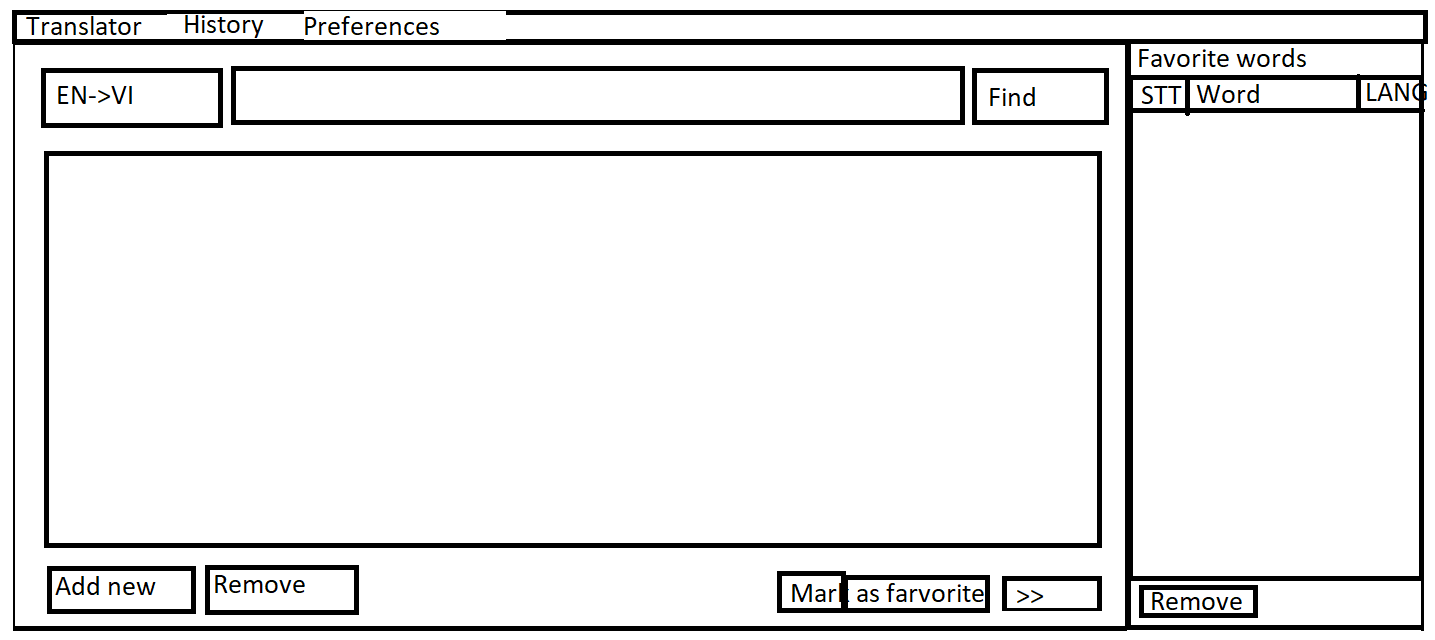 Translator History Preferences
Favorite words
EN->VI Find
STT Word LANG
Add new Remove Mark as farvorite >>
Remove